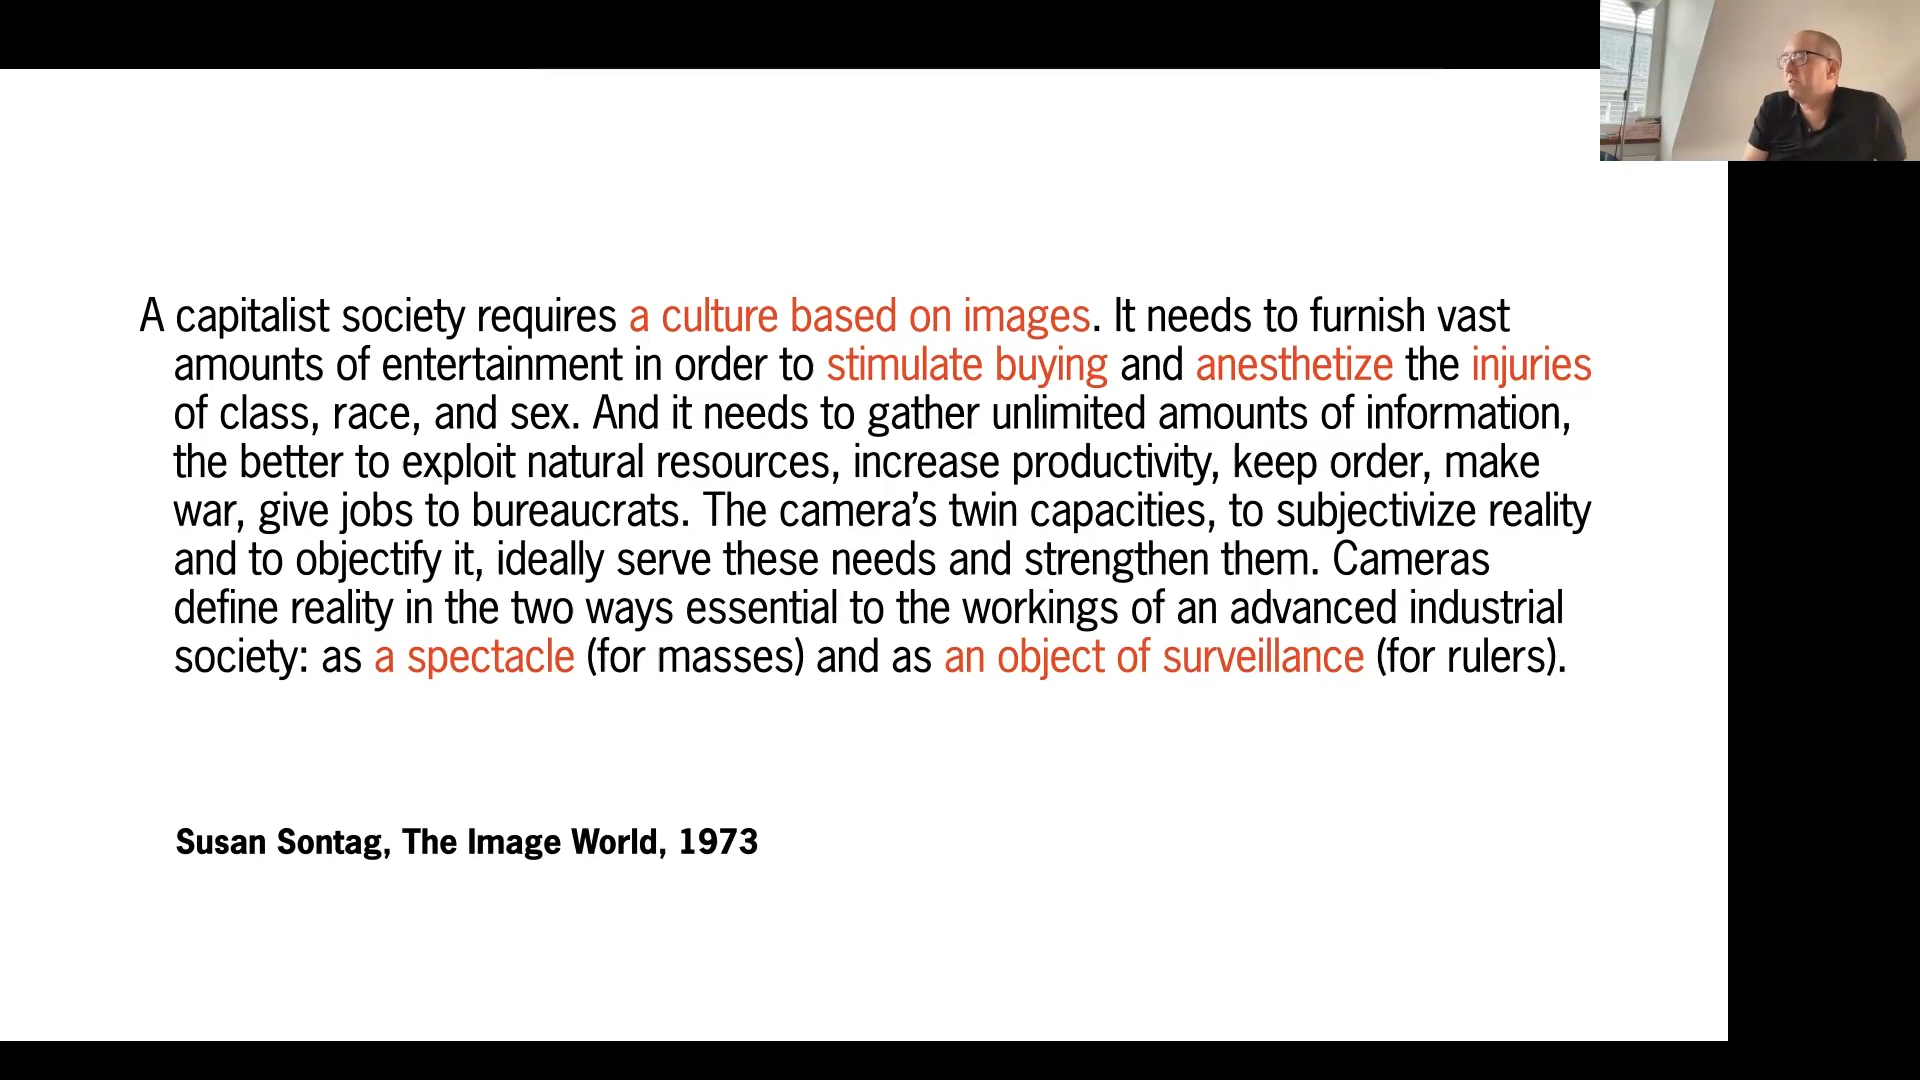 A capitalist society requires a culture based on images. It needs to furnish vast
amounts of entertainment in order to stimulate buying and anesthetize the injuries
of class, race, and sex. And it needs to gather unlimited amounts of information,
the better to exploit natural resources, increase productivity, keep order, make
war, give jobs to bureaucrats. The camera’s twin capacities, to subjectivize reality
and to objectify it, ideally serve these needs and strengthen them. Cameras
define reality in the two ways essential to the workings of an advanced industrial
society: as a spectacle (for masses) and as an object of surveillance (for rulers).
Susan Sontag, The Image World, 1973